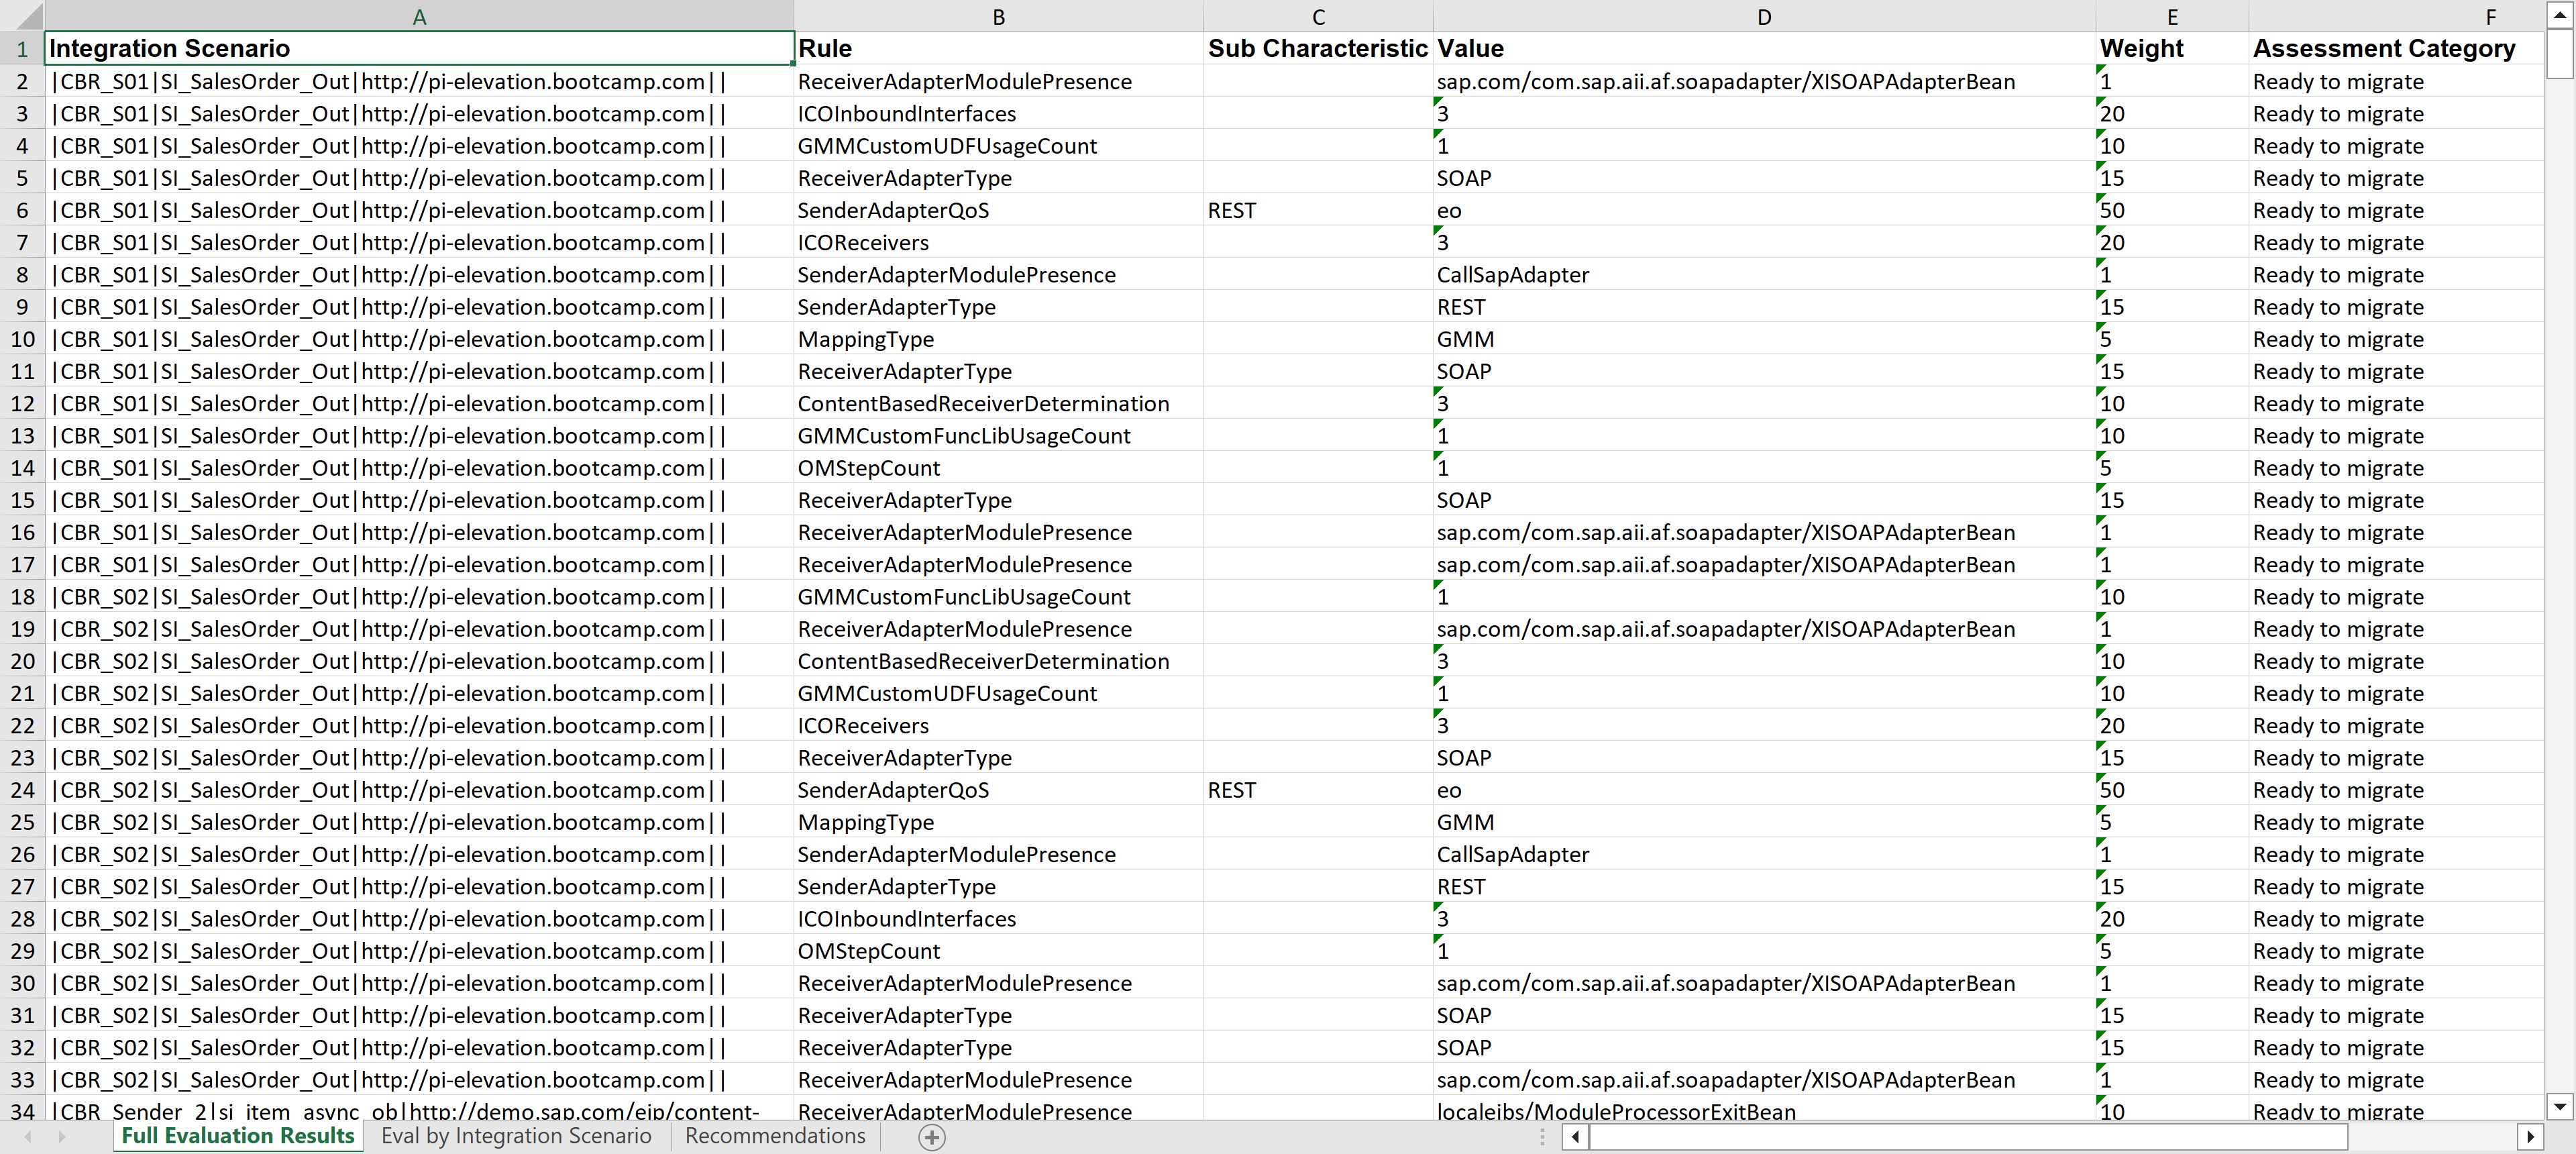 A B C D E F
1 Integration Scenario Rule Sub Characteristic Value Weight Assessment Category
2 |CBR_S01|SI_SalesOrder_Out|http://pi-elevation.bootcamp.com|| ReceiverAdapterModulePresence sap.com/com.sap.aii.af.soapadapter/XISOAPAdapterBean 1 Ready to migrate
3 |CBR_S01|SI_SalesOrder_Out|http://pi-elevation.bootcamp.com|| ICOInboundInterfaces 3 20 Ready to migrate
4 |CBR_S01|SI_SalesOrder_Out|http://pi-elevation.bootcamp.com|| GMMCustomUDFUsageCount 1 10 Ready to migrate
5 |CBR_S01|SI_SalesOrder_Out|http://pi-elevation.bootcamp.com|| ReceiverAdapterType SOAP 15 Ready to migrate
6 |CBR_S01|SI_SalesOrder_Out|http://pi-elevation.bootcamp.com|| SenderAdapterQoS REST eo 50 Ready to migrate
7 |CBR_S01|SI_SalesOrder_Out|http://pi-elevation.bootcamp.com|| ICOReceivers 3 20 Ready to migrate
8 |CBR_S01|SI_SalesOrder_Out|http://pi-elevation.bootcamp.com|| SenderAdapterModulePresence CallSapAdapter 1 Ready to migrate
9 |CBR_S01|SI_SalesOrder_Out|http://pi-elevation.bootcamp.com|| SenderAdapterType REST 15 Ready to migrate
10 |CBR_S01|SI_SalesOrder_Out|http://pi-elevation.bootcamp.com|| MappingType GMM 5 Ready to migrate
11 |CBR_S01|SI_SalesOrder_Out|http://pi-elevation.bootcamp.com|| ReceiverAdapterType SOAP 15 Ready to migrate
12 |CBR_S01|SI_SalesOrder_Out|http://pi-elevation.bootcamp.com|| ContentBasedReceiverDetermination 3 10 Ready to migrate
13 |CBR_S01|SI_SalesOrder_Out|http://pi-elevation.bootcamp.com|| GMMCustomFuncLibUsageCount 1 10 Ready to migrate
14 |CBR_S01|SI_SalesOrder_Out|http://pi-elevation.bootcamp.com|| OMStepCount 1 5 Ready to migrate
15 |CBR_S01|SI_SalesOrder_Out|http://pi-elevation.bootcamp.com|| ReceiverAdapterType SOAP 15 Ready to migrate
16 |CBR_S01|SI_SalesOrder_Out|http://pi-elevation.bootcamp.com|| ReceiverAdapterModulePresence sap.com/com.sap.aii.af.soapadapter/XISOAPAdapterBean 1 Ready to migrate
17 |CBR_S01|SI_SalesOrder_Out|http://pi-elevation.bootcamp.com|| ReceiverAdapterModulePresence sap.com/com.sap.aii.af.soapadapter/XISOAPAdapterBean 1 Ready to migrate
18 |CBR_S02|SI_SalesOrder_Out|http://pi-elevation.bootcamp.com|| GMMCustomFuncLibUsageCount 1 10 Ready to migrate
19 |CBR_S02|SI_SalesOrder_Out|http://pi-elevation.bootcamp.com|| ReceiverAdapterModulePresence sap.com/com.sap.aii.af.soapadapter/XISOAPAdapterBean 1 Ready to migrate
20 |CBR_S02|SI_SalesOrder_Out|http://pi-elevation.bootcamp.com|| ContentBasedReceiverDetermination 3 10 Ready to migrate
21 |CBR_S02|SI_SalesOrder_Out|http://pi-elevation.bootcamp.com|| GMMCustomUDFUsageCount 1 10 Ready to migrate
22 |CBR_S02|SI_SalesOrder_Out|http://pi-elevation.bootcamp.com|| ICOReceivers 3 20 Ready to migrate
23 |CBR_S02|SI_SalesOrder_Out|http://pi-elevation.bootcamp.com|| ReceiverAdapterType SOAP 15 Ready to migrate
24 |CBR_S02|SI_SalesOrder_Out|http://pi-elevation.bootcamp.com|| SenderAdapterQoS REST eo 50 Ready to migrate
25 |CBR_S02|SI_SalesOrder_Out|http://pi-elevation.bootcamp.com|| MappingType GMM 5 Ready to migrate
26 |CBR_S02|SI_SalesOrder_Out|http://pi-elevation.bootcamp.com|| SenderAdapterModulePresence CallSapAdapter 1 Ready to migrate
27 |CBR_S02|SI_SalesOrder_Out|http://pi-elevation.bootcamp.com|| SenderAdapterType REST 15 Ready to migrate
28 |CBR_S02|SI_SalesOrder_Out|http://pi-elevation.bootcamp.com|| ICOInboundInterfaces 3 20 Ready to migrate
29 |CBR_S02|SI_SalesOrder_Out|http://pi-elevation.bootcamp.com|| OMStepCount 1 5 Ready to migrate
30 |CBR_S02|SI_SalesOrder_Out|http://pi-elevation.bootcamp.com|| ReceiverAdapterModulePresence sap.com/com.sap.aii.af.soapadapter/XISOAPAdapterBean 1 Ready to migrate
31 |CBR_S02|SI_SalesOrder_Out|http://pi-elevation.bootcamp.com|| ReceiverAdapterType SOAP 15 Ready to migrate
32 |CBR_S02|SI_SalesOrder_Out|http://pi-elevation.bootcamp.com|| ReceiverAdapterType SOAP 15 Ready to migrate
33 |CBR_S02|SI_SalesOrder_Out|http://pi-elevation.bootcamp.com|| ReceiverAdapterModulePresence sap.com/com.sap.aii.af.soapadapter/XISOAPAdapterBean 1 Ready to migrate
34 |CBR_Sender_2|si_item_async_ob|http://demo.sap.com/eip/content- ReceiverAdapterModulePresence localejbs/ModuleProcessorExitBean 10 Ready to migrate
Full Evaluation Results Eval by Integration Scenario Recommendations